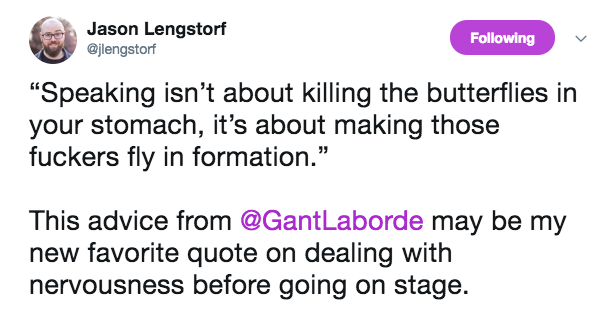 Jason Lengstorf
@jlengstorf
Following
“Speaking isn’t about killing the butterflies in
your stomach, it’s about making those
fuckers fly in formation.”
This advice from @GantLaborde may be my
new favorite quote on dealing with
nervousness before going on stage.